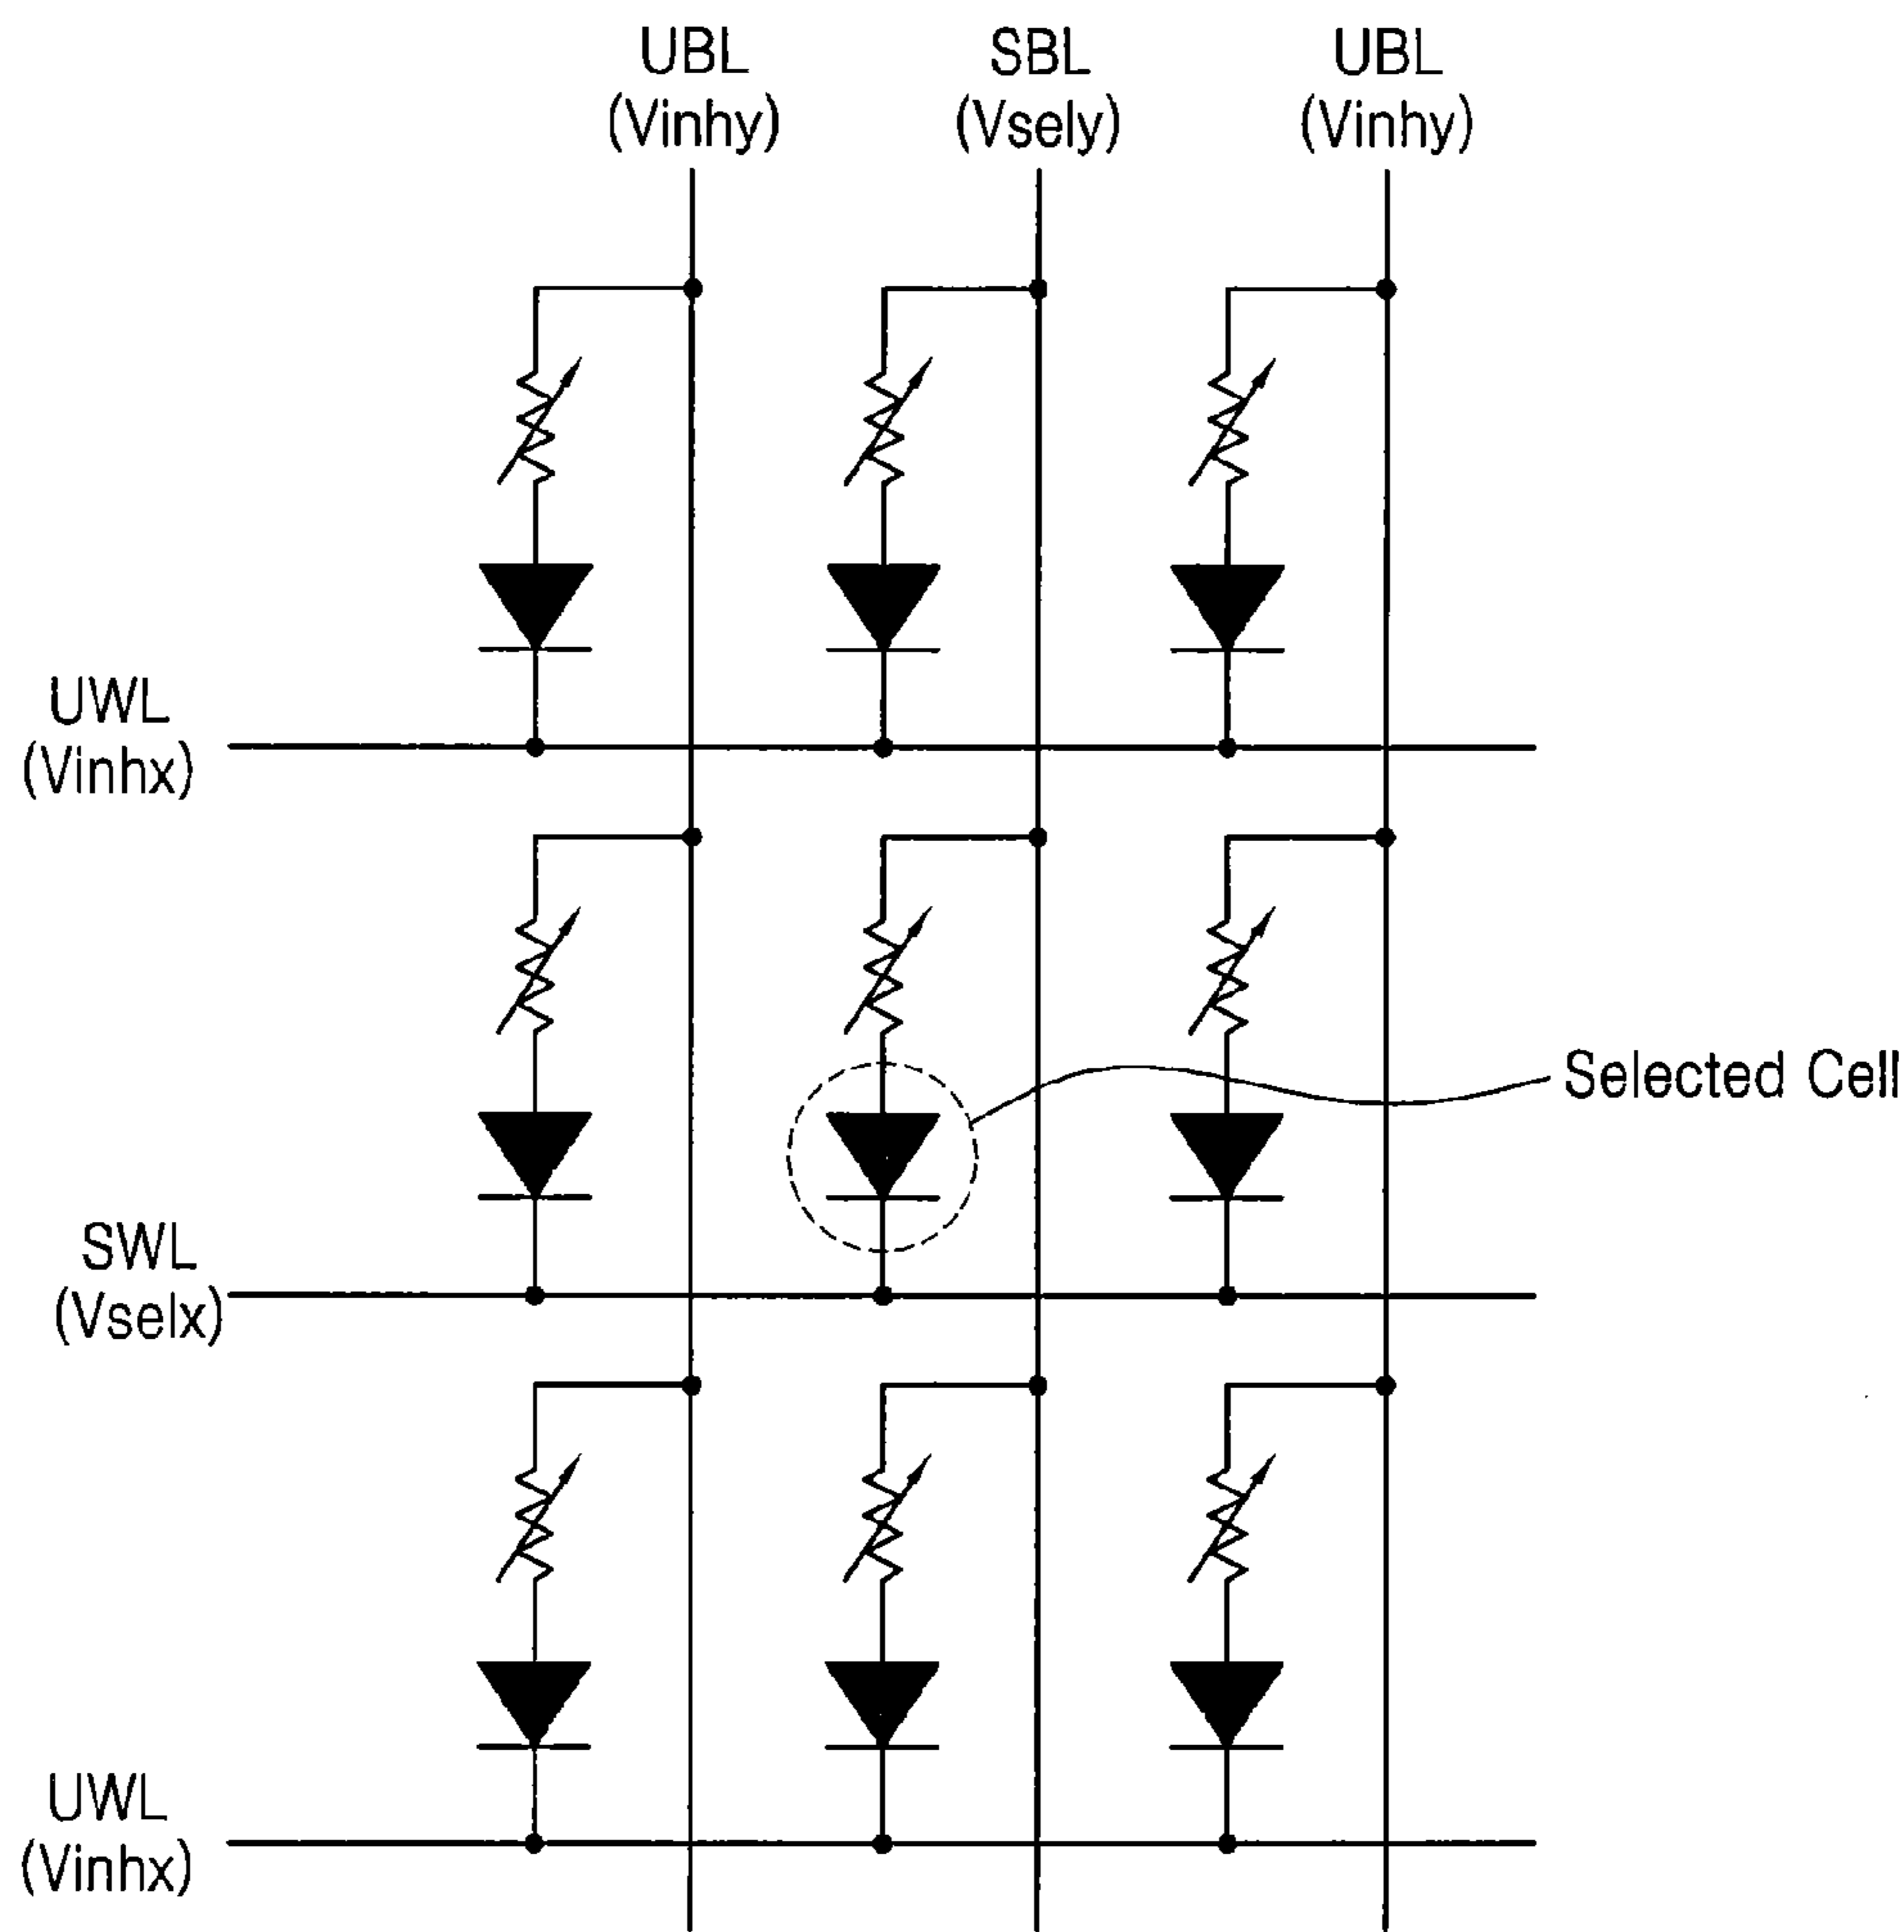 UBL
(Vinhy)
SBL
(Vsely)
UBL
(Vinhy)
UWL
(Vinhx)
Selected Cell
SWL
(Vselx)
UWL
(Vinhx)